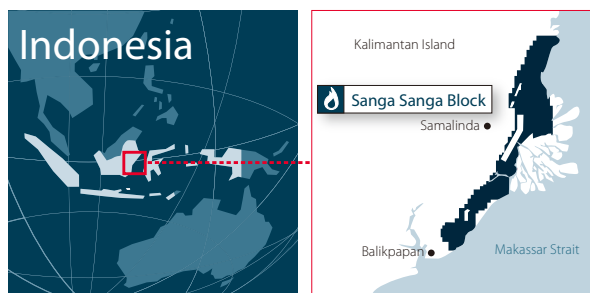 Indonesia
Kalimantan Island
Sanga Sanga Block
Samalinda
Balikpapan
Makassar Strait